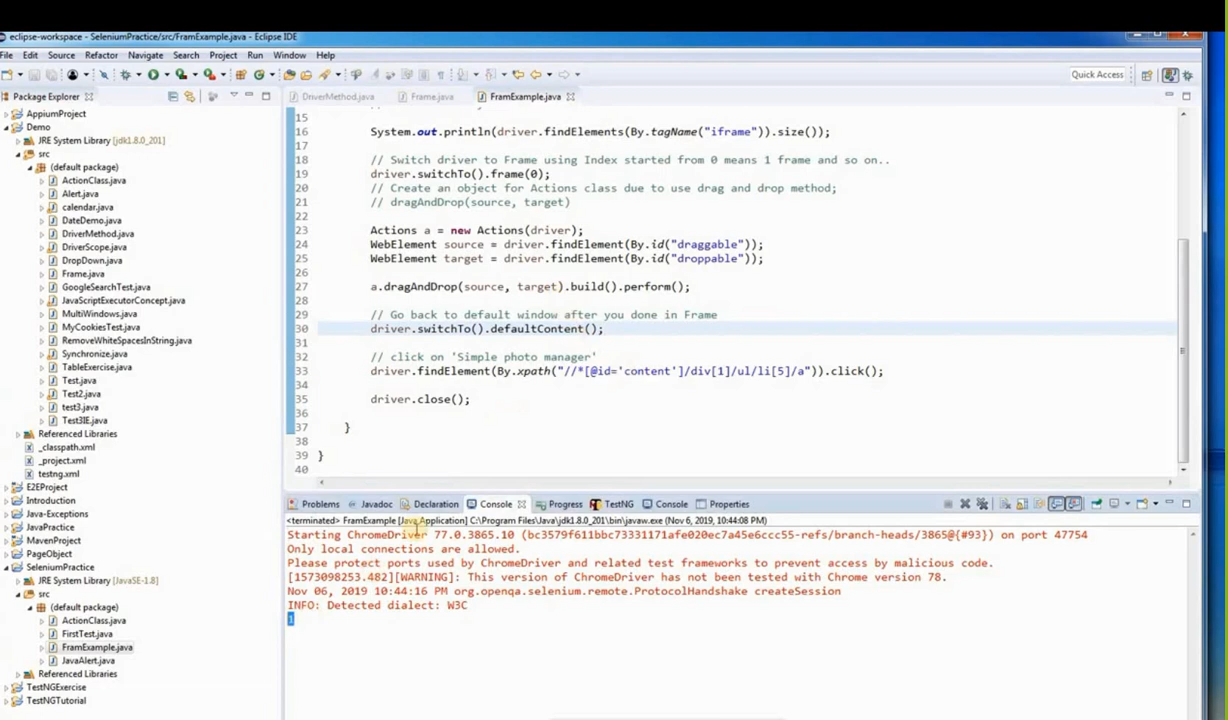 eclipse-workspace - SeleniumPractice/src/FramExample.java - Eclipse IDE
File Edit Source Refactor Navigate Search Project Run Window Help
Quick Access
Package Explorer
DriverMethod.java Frame.java FramExample.java
AppiumProject
Demo
JRE System Library [jdk1.8.0_201]
src
(default package)
ActionClass.java
Alert.java
calendar.java
DateDemo.java
DriverMethod.java
DriverScope.java
DropDown.java
Frame.java
GoogleSearchTest.java
JavaScriptExecutorConcept.java
MultiWindows.java
MyCookiesTest.java
RemoveWhiteSpacesInString.java
Synchronize.java
TableExercise.java
Test.java
Test2.java
test3.java
Test3IE.java
Referenced Libraries
_classpath.xml
_project.xml
testng.xml
E2EProject
Introduction
Java-Exceptions
JavaPractice
MavenProject
PageObject
SeleniumPractice
JRE System Library [JavaSE-1.8]
src
(default package)
ActionClass.java
FirstTest.java
FramExample.java
JavaAlert.java
Referenced Libraries
TestNGExercise
TestNGTutorial
15
16 System.out.println(driver.findElements(By.tagName("iframe")).size());
17
18 // Switch driver to Frame using Index started from 0 means 1 frame and so on..
19 driver.switchTo().frame(0);
20 // Create an object for Actions class due to use drag and drop method;
21 // dragAndDrop(source, target)
22
23 Actions a = new Actions(driver);
24 WebElement source = driver.findElement(By.id("draggable"));
25 WebElement target = driver.findElement(By.id("droppable"));
26
27 a.dragAndDrop(source, target).build().perform();
28
29 // Go back to default window after you done in Frame
30 driver.switchTo().defaultContent();
31
32 // click on 'Simple photo manager'
33 driver.findElement(By.xpath("//*[@id='content']/div[1]/ul/li[5]/a")).click();
34
35 driver.close();
36
37 }
38
39 }
40
Problems Javadoc Declaration Console Progress TestNG Console Properties
<terminated> FramExample [Java Application] C:\Program Files\Java\jdk1.8.0_201\bin\javaw.exe (Nov 6, 2019, 10:44:08 PM)
Starting ChromeDriver 77.0.3865.10 (bc3579f611bbc73331171afe020ec7a45e6ccc55-refs/branch-heads/3865@{#93}) on port 47754
Only local connections are allowed.
Please protect ports used by ChromeDriver and related test frameworks to prevent access by malicious code.
[1573098253.482][WARNING]: This version of ChromeDriver has not been tested with Chrome version 78.
Nov 06, 2019 10:44:16 PM org.openqa.selenium.remote.ProtocolHandshake createSession
INFO: Detected dialect: W3C
1